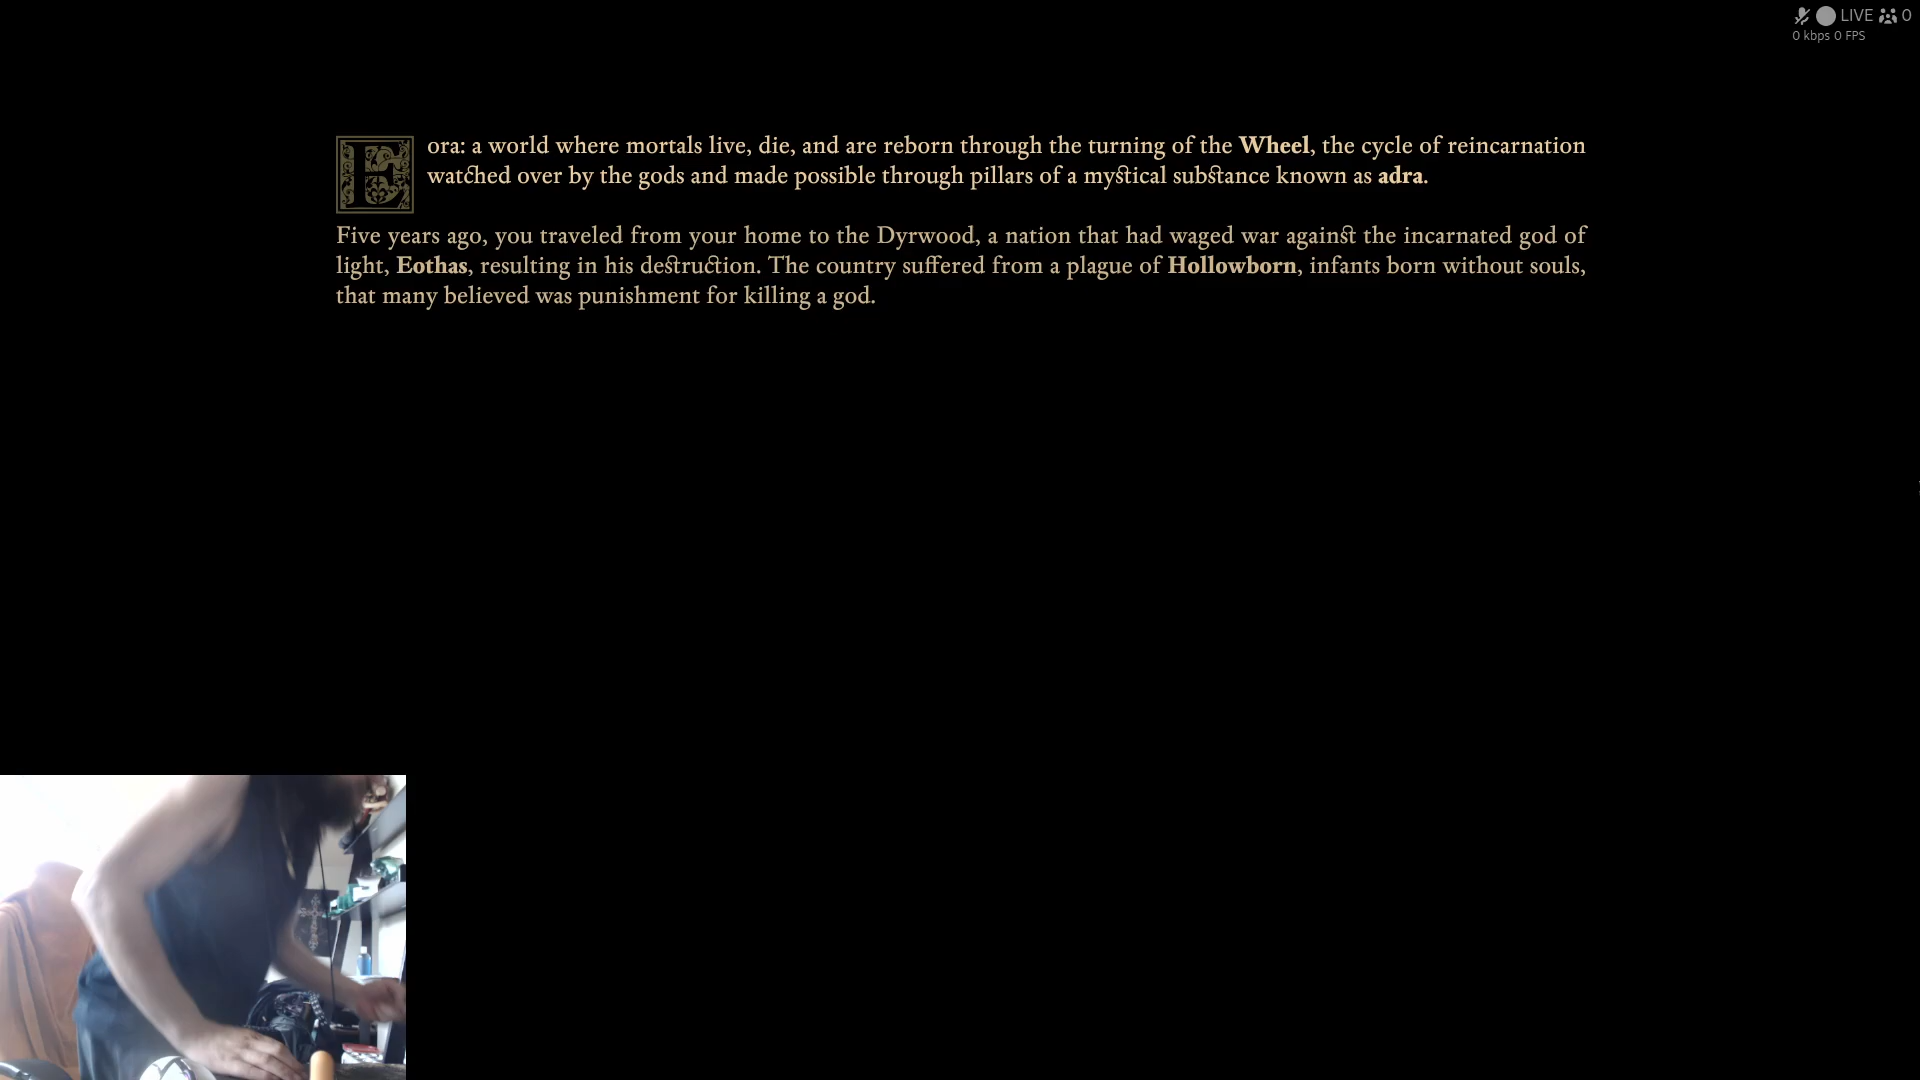 LIVE 0
0 kbps 0 FPS
Eora: a world where mortals live, die, and are reborn through the turning of the Wheel, the cycle of reincarnation
watched over by the gods and made possible through pillars of a mystical substance known as adra.
Five years ago, you traveled from your home to the Dyrwood, a nation that had waged war against the incarnated god of
light, Eothas, resulting in his destruction. The country suffered from a plague of Hollowborn, infants born without souls,
that many believed was punishment for killing a god.